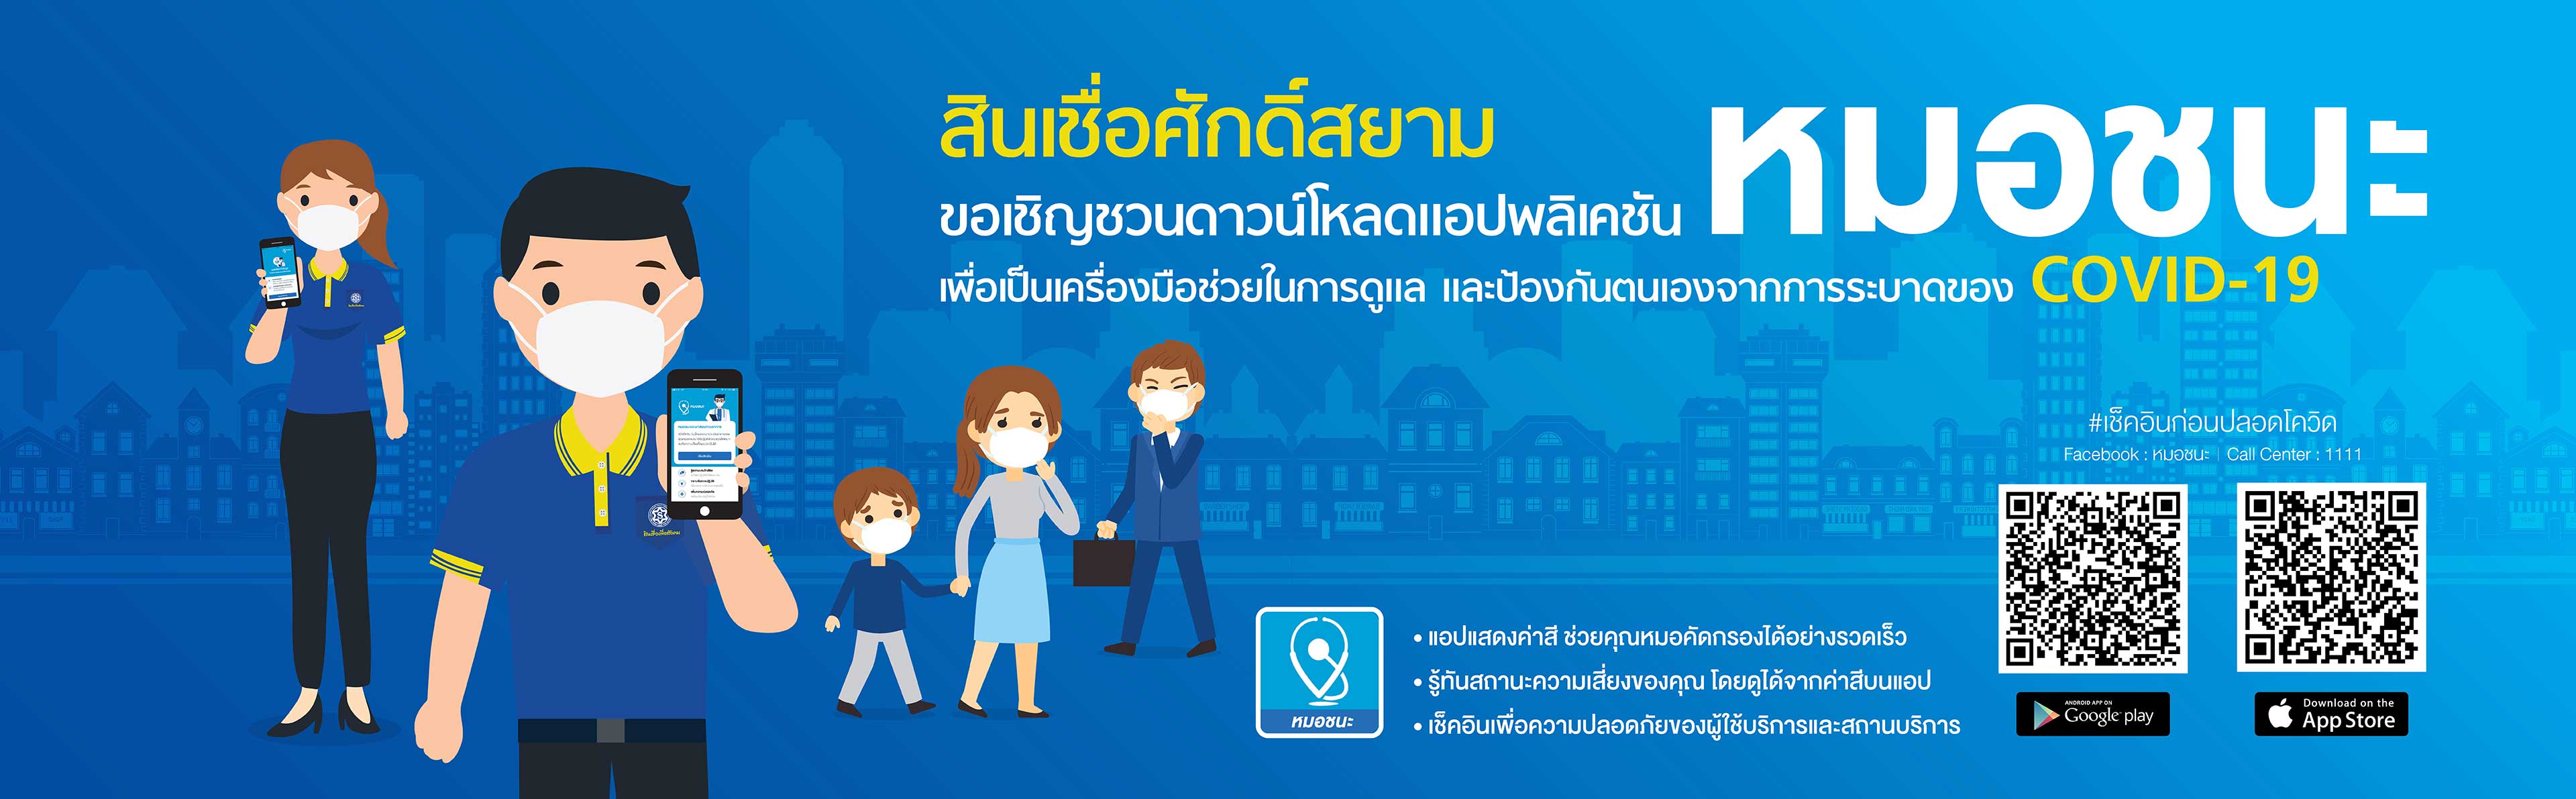 สินเชื่อศักดิ์สยาม
ขอเชิญชวนดาวน์โหลดแอปพลิเคชัน หมอชนะ
เพื่อเป็นเครื่องมือช่วยในการดูแล และป้องกันตนเองจากการระบาดของ COVID-19
#เช็คอินก่อนปลอดโควิด
Facebook : หมอชนะ | Call Center : 1111
• แอปแสดงค่าสี ช่วยคุณหมอคัดกรองได้อย่างรวดเร็ว
• รู้ทันสถานะความเสี่ยงของคุณ โดยดูได้จากค่าสีบนแอป
• เช็คอินเพื่อความปลอดภัยของผู้ใช้บริการและสถานบริการ
หมอชนะ
ANDROID APP ON
Google play
Download on the
App Store